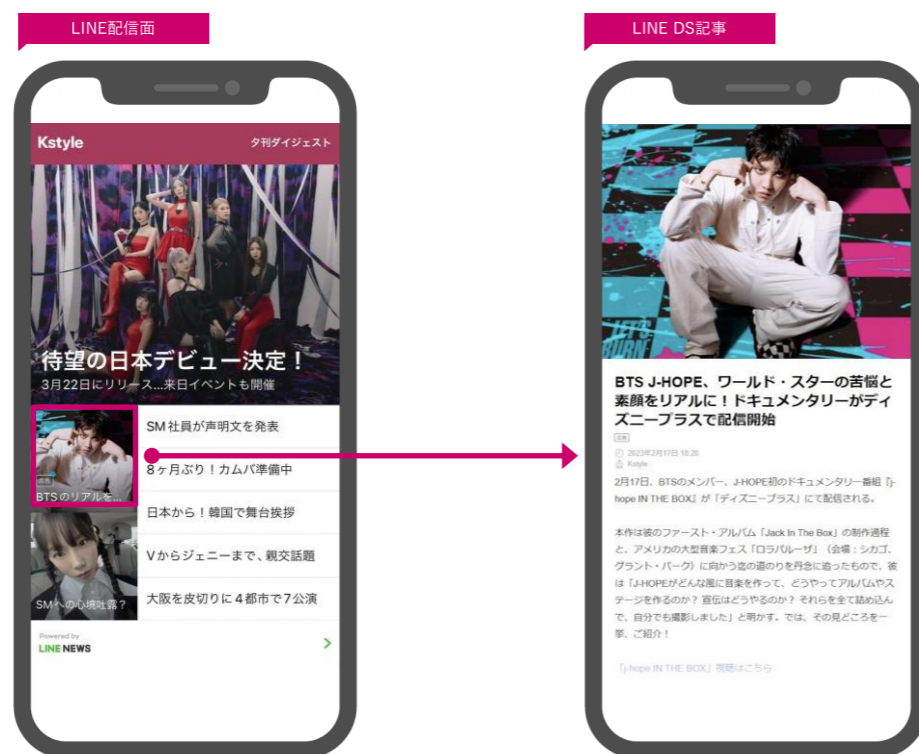 LINE配信面
Kstyle
夕刊ダイジェスト
待望の日本デビュー決定！
3月22日にリリース...来日イベントも開催
広告
BTSのリアルを...
SMへの心境吐露？
SM社員が声明文を発表
8ヶ月ぶり！カムバ準備中
日本から！韓国で舞台挨拶
Vからジェニーまで、親交話題
大阪を皮切りに4都市で7公演
Powered by
LINE NEWS
LINE DS記事
LET'S
BURN
BTS J-HOPE、ワールド・スターの苦悩と
素顔をリアルに！ドキュメンタリーがディ
ズニープラスで配信開始
広告
2023年2月17日 18:28
Kstyle
2月17日、BTSのメンバー、J-HOPE初のドキュメンタリー番組『j-
hope IN THE BOX』が「ディズニープラス」にて配信される。
本作は彼のファースト・アルバム「Jack In The Box」の制作過程
と、アメリカの大型音楽フェス「ロラパルーザ」（会場：シカゴ、
グラント・パーク）に向かう迄の道のりを丹念に追ったもので、彼
は「J-HOPEがどんな風に音楽を作って、どうやってアルバムやス
テージを作るのか？ 宣伝はどうやるのか？ それらを全て詰め込ん
で、自分でも撮影しました」と明かす。では、その見どころを一
挙、ご紹介！
「j-hope IN THE BOX」視聴はこちら